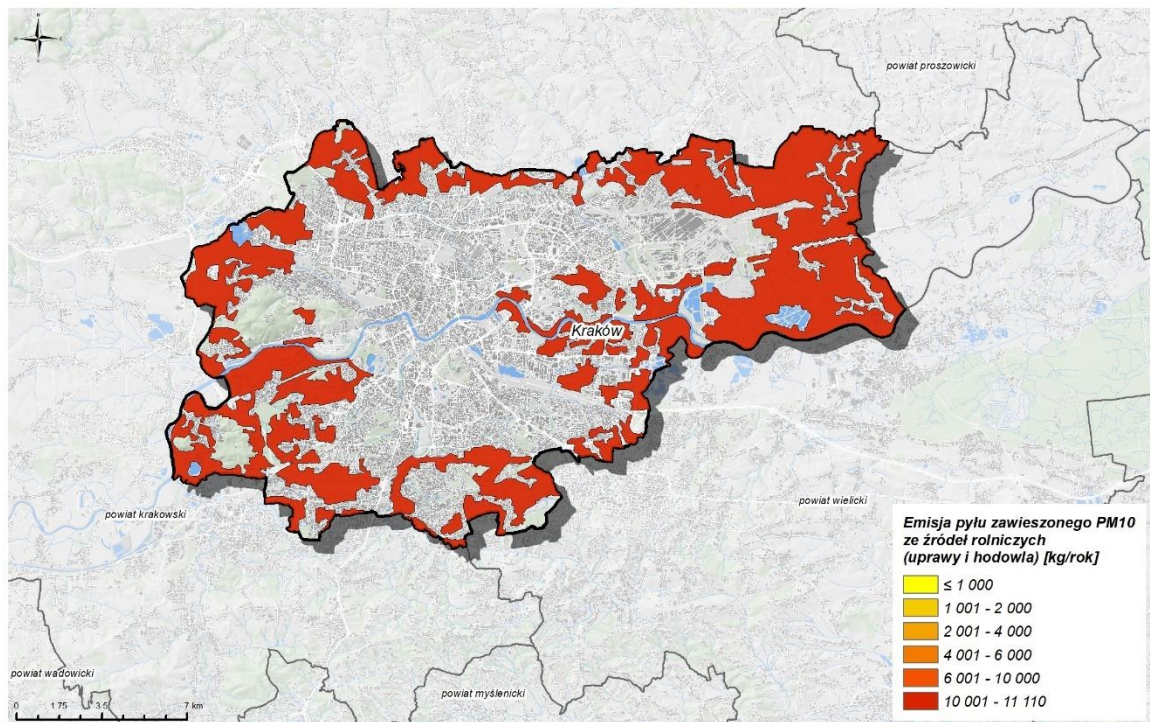 powiat proszowicki
Kraków
powiat krakowski
powiat wielicki
Emisja pyłu zawieszonego PM10
ze źródeł rolniczych
(uprawy i hodowla) [kg/rok]
≤ 1 000
1 001 - 2 000
2 001 - 4 000
4 001 - 6 000
6 001 - 10 000
10 001 - 11 110
powiat wadowicki
powiat myślenicki
0 1.75 3.5 7 km